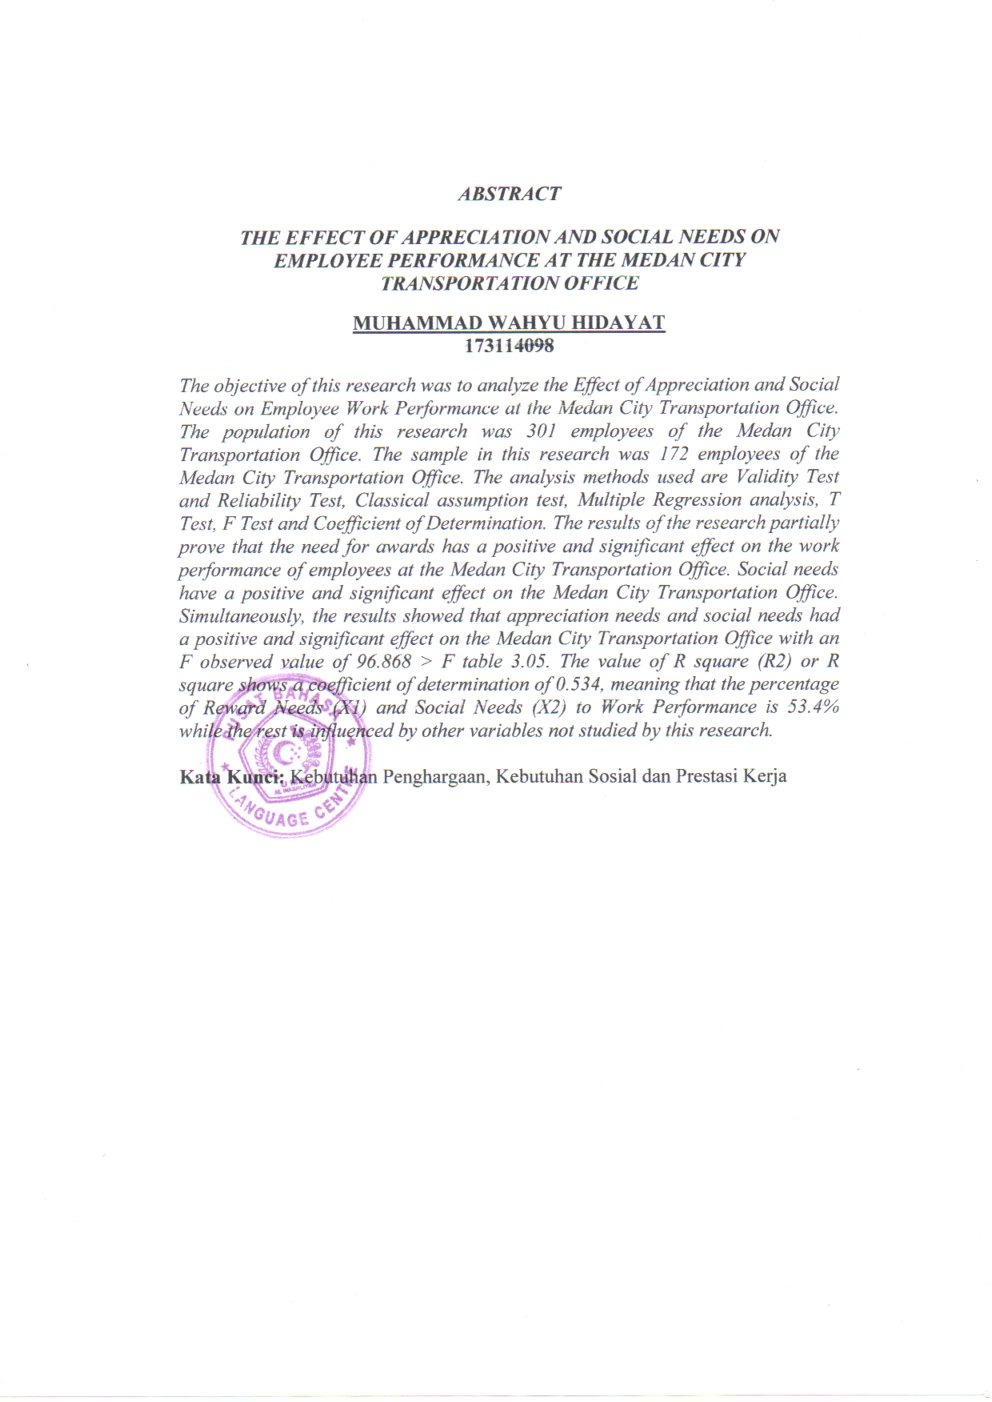 ABSTRACT
THE EFFECT OF APPRECIATION AND SOCIAL NEEDS ON
EMPLOYEE PERFORMANCE AT THE MEDAN CITY
TRANSPORTATION OFFICE
MUHAMMAD WAHYU HIDAYAT
173114098
The objective of this research was to analyze the Effect of Appreciation and Social
Needs on Employee Work Performance at the Medan City Transportation Office.
The population of this research was 301 employees of the Medan City
Transportation Office. The sample in this research was 172 employees of the
Medan City Transportation Office. The analysis methods used are Validity Test
and Reliability Test, Classical assumption test, Multiple Regression analysis, T
Test, F Test and Coefficient of Determination. The results of the research partially
prove that the need for awards has a positive and significant effect on the work
performance of employees at the Medan City Transportation Office. Social needs
have a positive and significant effect on the Medan City Transportation Office.
Simultaneously, the results showed that appreciation needs and social needs had
a positive and significant effect on the Medan City Transportation Office with an
F observed value of 96.868 > F table 3.05. The value of R square (R2) or R
square shows a coefficient of determination of 0.534, meaning that the percentage
of Reward Needs (X1) and Social Needs (X2) to Work Performance is 53.4%
while the rest is influenced by other variables not studied by this research.
Kata Kunci: Kebutuhan Penghargaan, Kebutuhan Sosial dan Prestasi Kerja
PUSAT BAHASA
LANGUAGE CENTRE